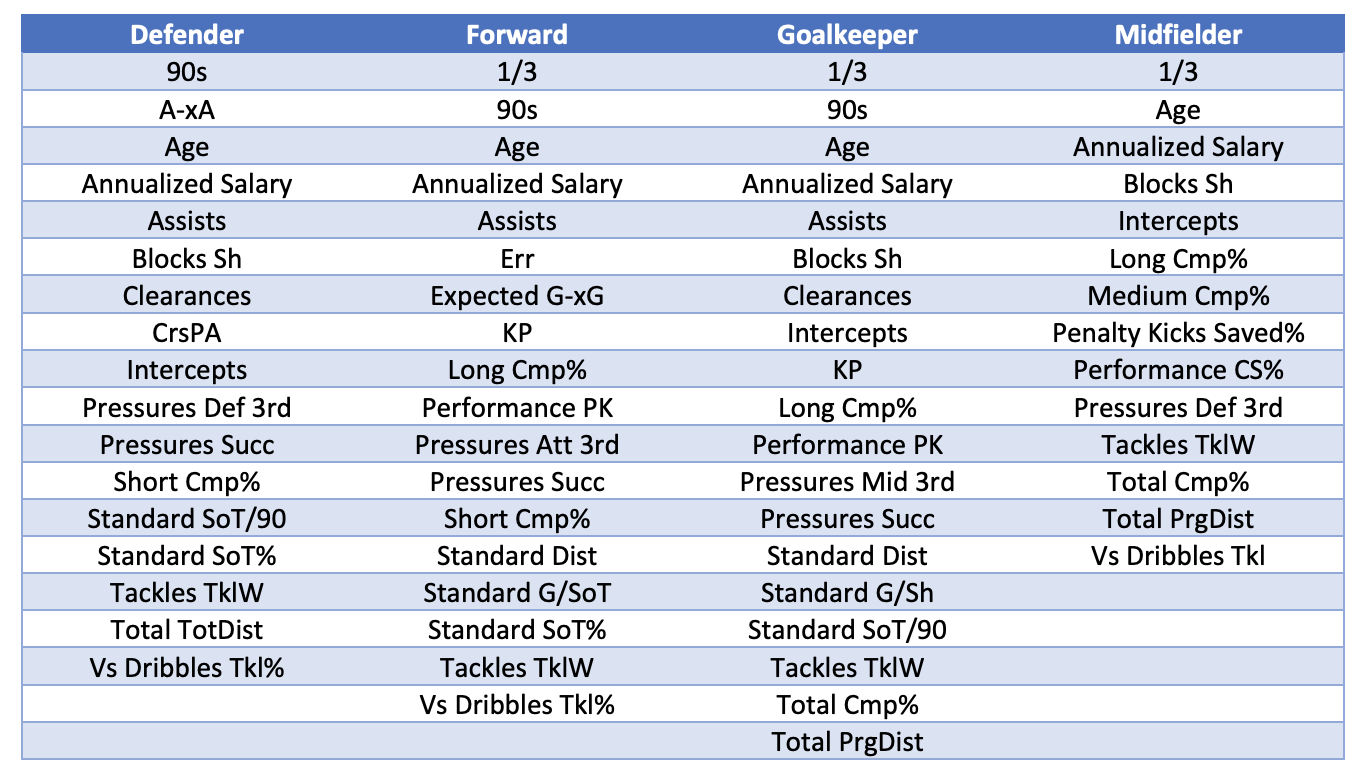 Defender Forward Goalkeeper Midfielder
90s 1/3 1/3 1/3
A-xA 90s 90s Age
Age Age Age Annualized Salary
Annualized Salary Annualized Salary Annualized Salary Blocks Sh
Assists Assists Assists Intercepts
Blocks Sh Err Blocks Sh Long Cmp%
Clearances Expected G-xG Clearances Medium Cmp%
CrsPA KP Intercepts Penalty Kicks Saved%
Intercepts Long Cmp% KP Performance CS%
Pressures Def 3rd Performance PK Long Cmp% Pressures Def 3rd
Pressures Succ Pressures Att 3rd Performance PK Tackles TklW
Short Cmp% Pressures Succ Pressures Mid 3rd Total Cmp%
Standard SoT/90 Short Cmp% Pressures Succ Total PrgDist
Standard SoT% Standard Dist Standard Dist Vs Dribbles Tkl
Tackles TklW Standard G/SoT Standard G/Sh
Total TotDist Standard SoT% Standard SoT/90
Vs Dribbles Tkl% Tackles TklW Tackles TklW
Vs Dribbles Tkl% Total Cmp%
Total PrgDist